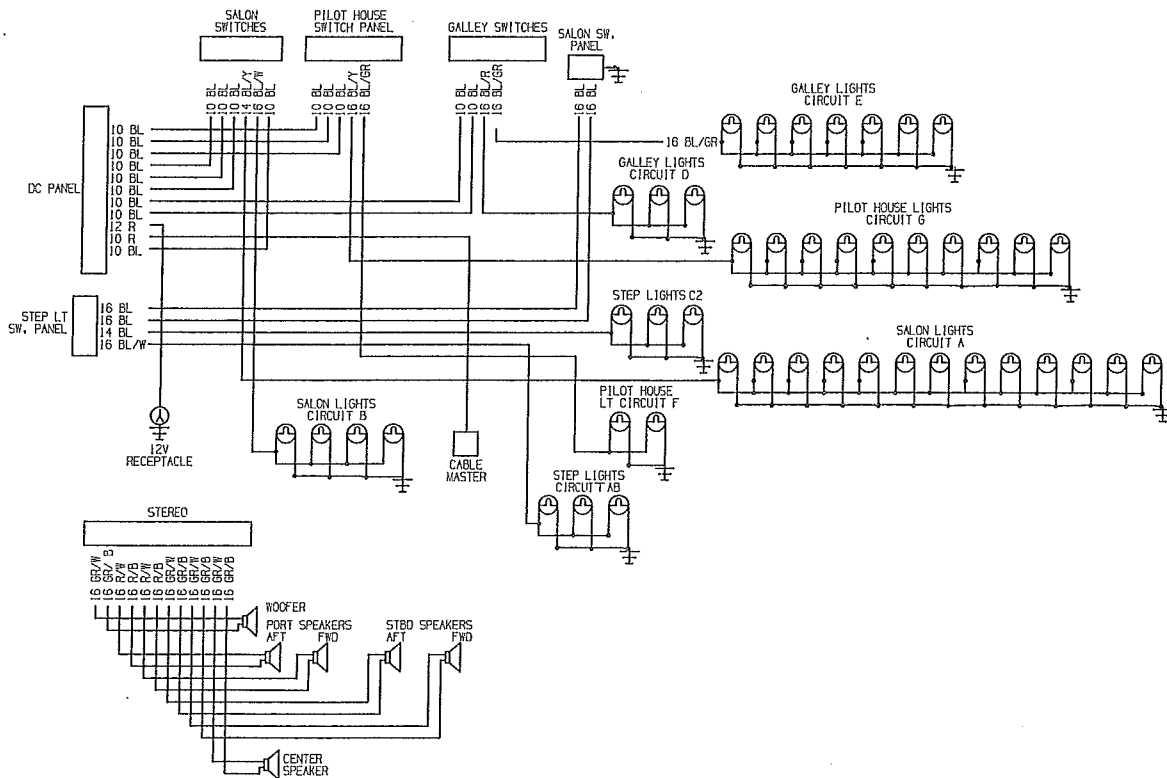 SALON
SWITCHES
PILOT HOUSE
SWITCH PANEL
GALLEY SWITCHES
SALON SW.
PANEL
10 BL
10 BL
10 BL
14 BL/Y
16 BL/W
10 BL
10 BL
10 BL
10 BL
16 BL/Y
16 BL/GR
10 BL
10 BL
16 BL/R
16 BL/GR
16 BL
16 BL
GALLEY LIGHTS
CIRCUIT E
16 BL/GR
DC PANEL
10 BL
10 BL
10 BL
10 BL
10 BL
10 BL
10 BL
10 BL
12 R
10 R
10 BL
GALLEY LIGHTS
CIRCUIT D
PILOT HOUSE LIGHTS
CIRCUIT G
STEP LT
SW. PANEL
16 BL
16 BL
14 BL
16 BL/W
STEP LIGHTS C2
SALON LIGHTS
CIRCUIT A
12V
RECEPTACLE
SALON LIGHTS
CIRCUIT B
CABLE
MASTER
PILOT HOUSE
LT CIRCUIT F
STEP LIGHTS
CIRCUIT AB
STEREO
16 GR/W
16 GR/ B
16 R/W
16 R/B
16 R/W
16 R/B
16 GR/W
16 GR/B
16 GR/W
16 GR/B
16 GR/W
16 GR/B
WOOFER
PORT SPEAKERS
AFT FWD
STBD SPEAKERS
AFT FWD
CENTER
SPEAKER